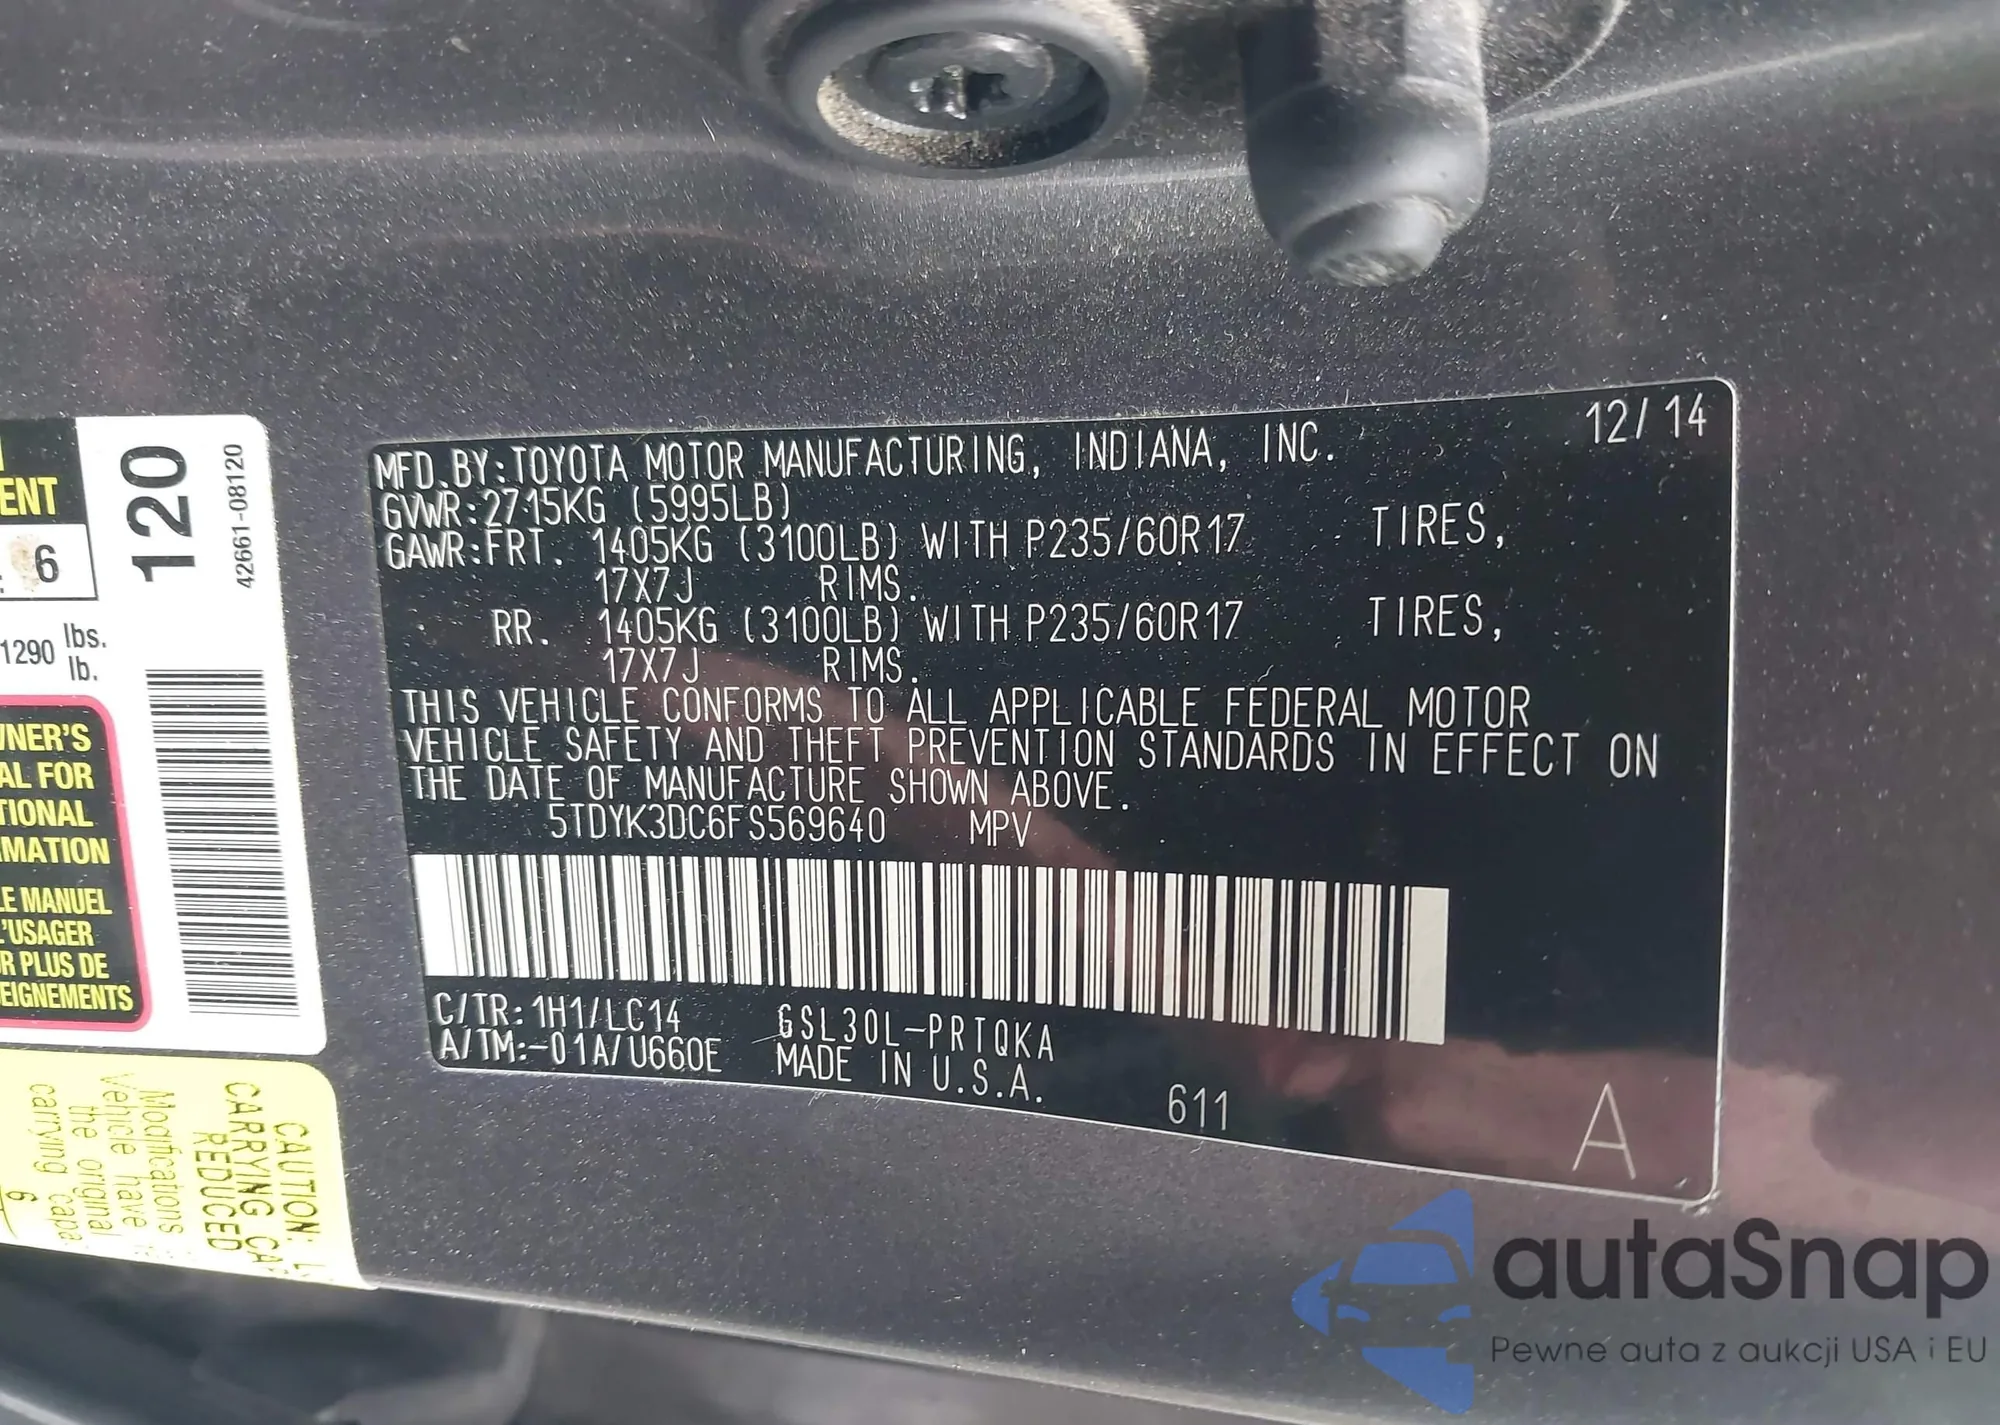 ENT
: 6
1290 lbs.
lb.
NER'S
AL FOR
TIONAL
MATION
LE MANUEL
L'USAGER
R PLUS DE
EIGNEMENTS
120
42661-08120
CAUTION:
CARRYING CA
REDUCED
Modifications
Vehicle have
the original
carrying capa
6
12/14
MFD.BY:TOYOTA MOTOR MANUFACTURING, INDIANA, INC.
GVWR:2715KG (5995LB)
GAWR:FRT. 1405KG (3100LB) WITH P235/60R17 TIRES,
17X7J RIMS.
RR. 1405KG (3100LB) WITH P235/60R17 TIRES,
17X7J RIMS.
THIS VEHICLE CONFORMS TO ALL APPLICABLE FEDERAL MOTOR
VEHICLE SAFETY AND THEFT PREVENTION STANDARDS IN EFFECT ON
THE DATE OF MANUFACTURE SHOWN ABOVE.
5TDYK3DC6FS569640 MPV
C/TR:1H1/LC14 GSL30L-PRTQKA
A/TM:-01A/U660E MADE IN U.S.A.
611
A
autaSnap
Pewne auta z aukcji USA i EU